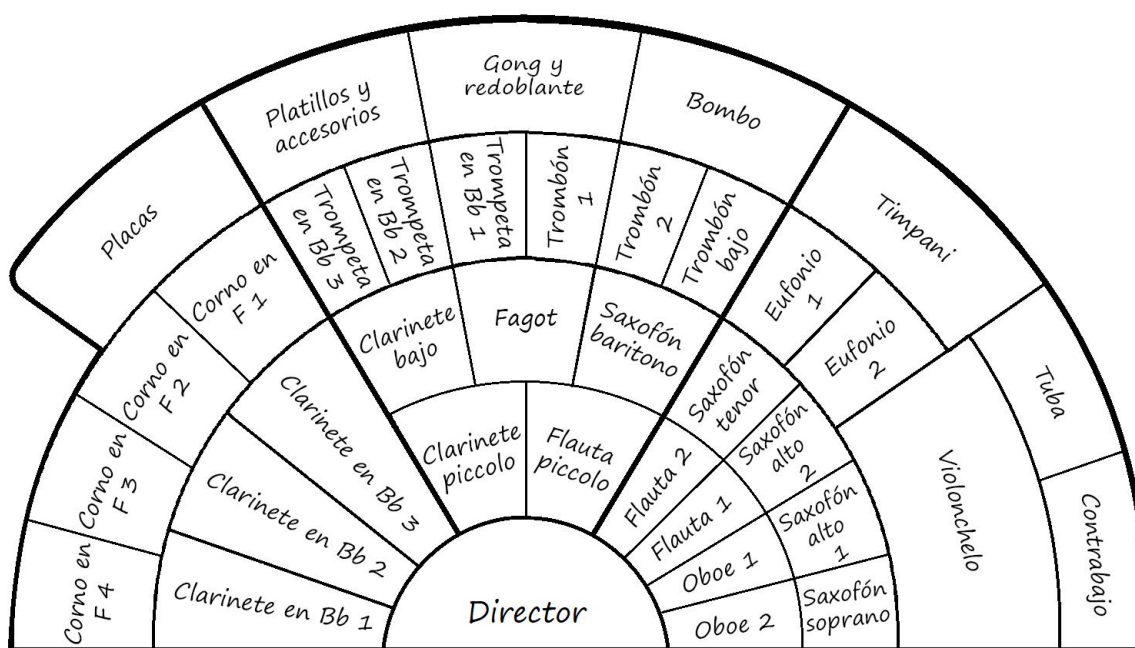 Gong y
redoblante
Platillos y
accesorios
Bombo
Placas
Timpani
Trompeta
en Bb 3
Trompeta
en Bb 2
Trompeta
en Bb 1
Trombón
1
Trombón
2
Trombón
bajo
Corno en
F 1
Corno en
F 2
Corno en
F 3
Corno en
F 4
Eufonio
1
Eufonio
2
Tuba
Contrabajo
Violonchelo
Clarinete
bajo
Fagot
Saxofón
baritono
Clarinete
piccolo
Flauta
piccolo
Clarinete en Bb 3
Clarinete en Bb 2
Clarinete en Bb 1
Saxofón
tenor
Saxofón
alto
2
Saxofón
alto
1
Saxofón
soprano
Flauta 2
Flauta 1
Oboe 1
Oboe 2
Director